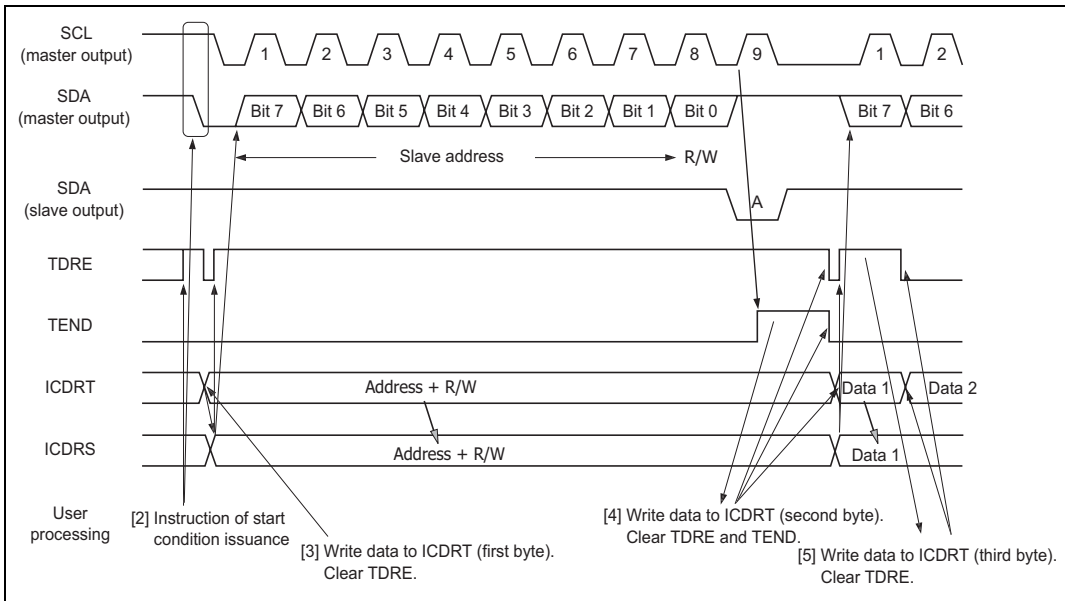 SCL
(master output)
1 2 3 4 5 6 7 8 9 1 2
SDA
(master output)
Bit 7 Bit 6 Bit 5 Bit 4 Bit 3 Bit 2 Bit 1 Bit 0 Bit 7 Bit 6
Slave address R/W
SDA
(slave output)
A
TDRE
TEND
ICDRT
Address + R/W Data 1 Data 2
ICDRS
Address + R/W Data 1
User
processing
[2] Instruction of start
condition issuance
[3] Write data to ICDRT (first byte).
Clear TDRE.
[4] Write data to ICDRT (second byte).
Clear TDRE and TEND.
[5] Write data to ICDRT (third byte).
Clear TDRE.